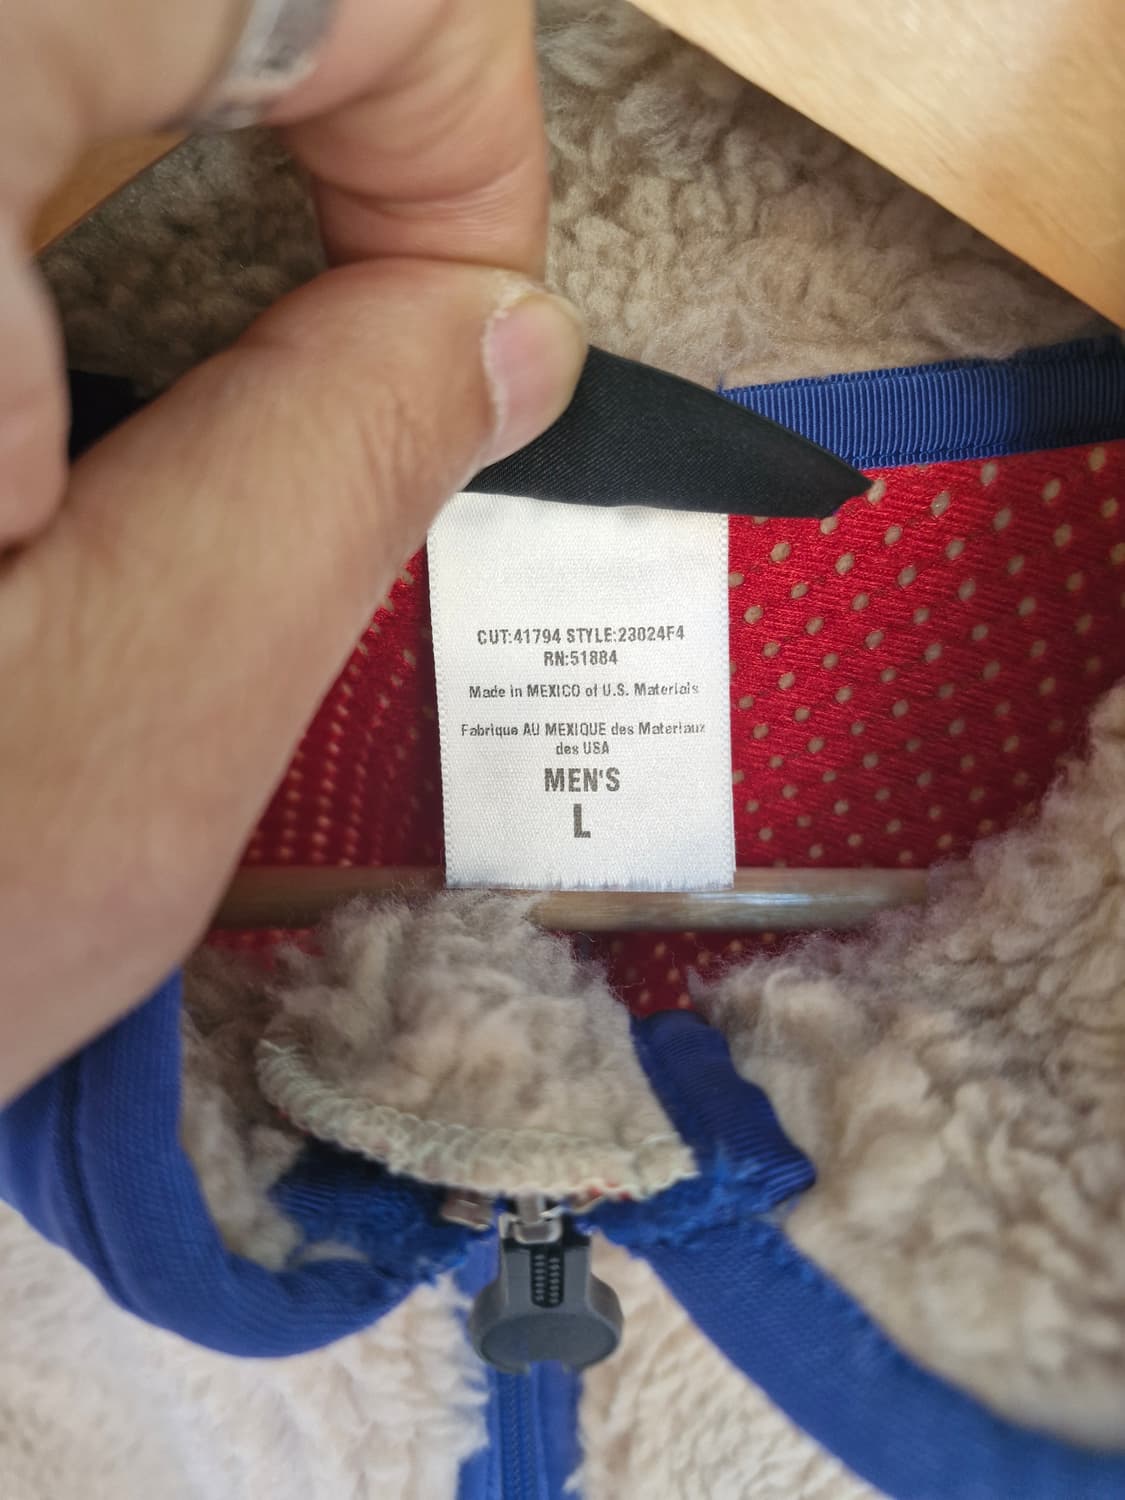 CUT:41794 STYLE:23024F4
RN:51884
Made in MEXICO of U.S. Materials
Fabrique AU MEXIQUE des Materiaux
des USA
MEN'S
L